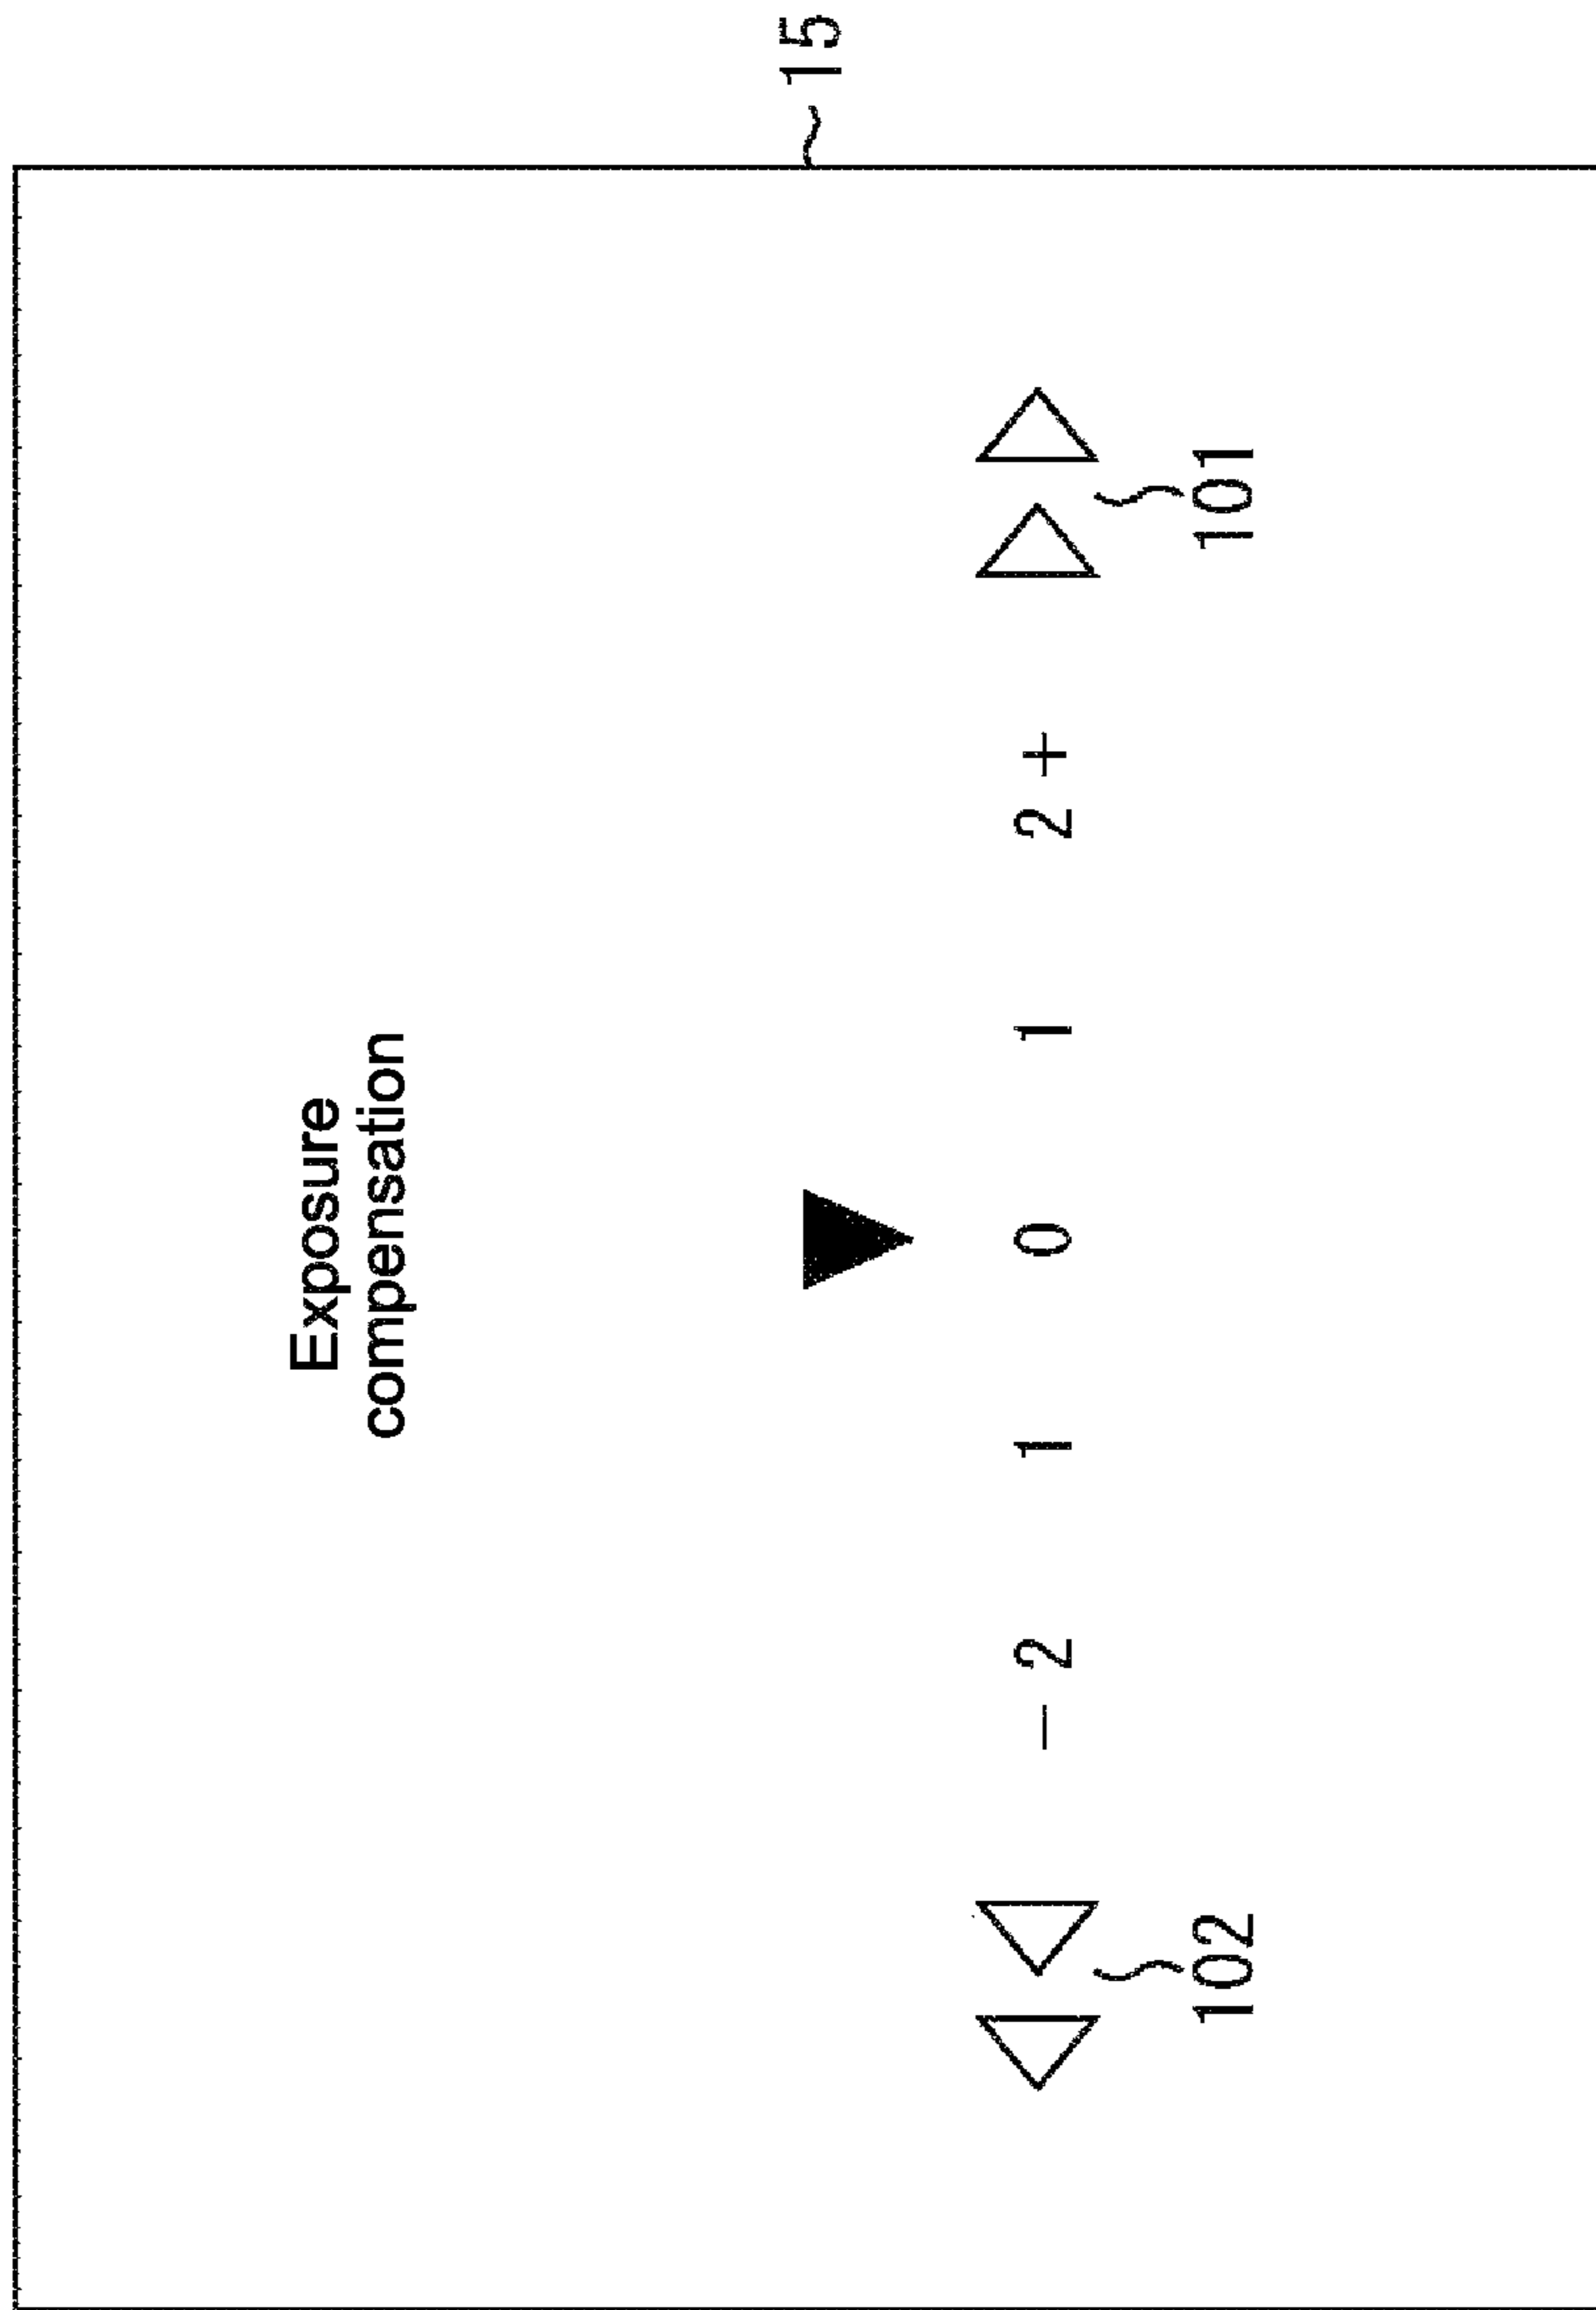 Exposure
compensation
~15
− 2 1 0 1 2 +
102 101